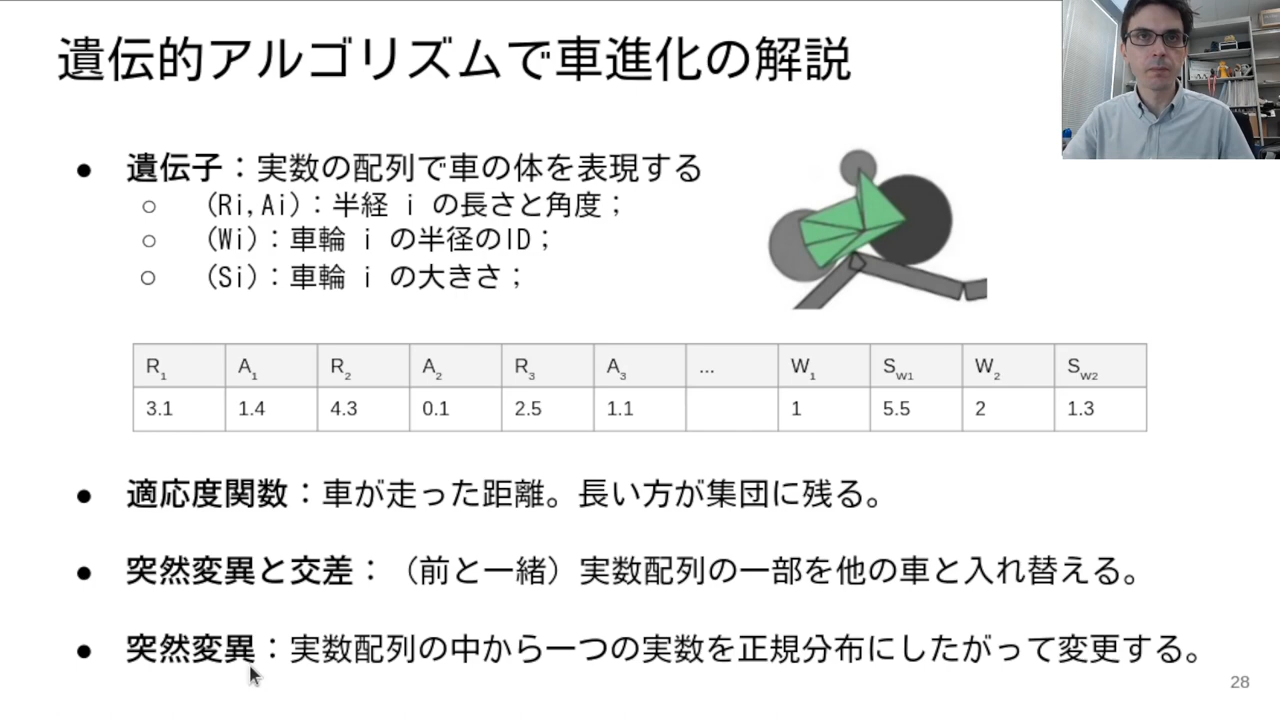 遺伝的アルゴリズムで車進化の解説
● 遺伝子：実数の配列で車の体を表現する
○ (Ri,Ai)：半経 i の長さと角度；
○ (Wi)：車輪 i の半径のID；
○ (Si)：車輪 i の大きさ；
R1 A1 R2 A2 R3 A3 ... W1 SW1 W2 SW2
3.1 1.4 4.3 0.1 2.5 1.1 1 5.5 2 1.3
● 適応度関数：車が走った距離。長い方が集団に残る。
● 突然変異と交差：（前と一緒）実数配列の一部を他の車と入れ替える。
● 突然変異：実数配列の中から一つの実数を正規分布にしたがって変更する。
28